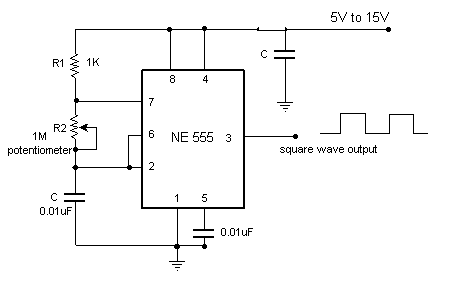 5V to 15V
R1
1K
C
8
4
7
R2
1M
potentiometer
6
NE 555
3
2
square wave output
C
0.01uF
1
5
0.01uF